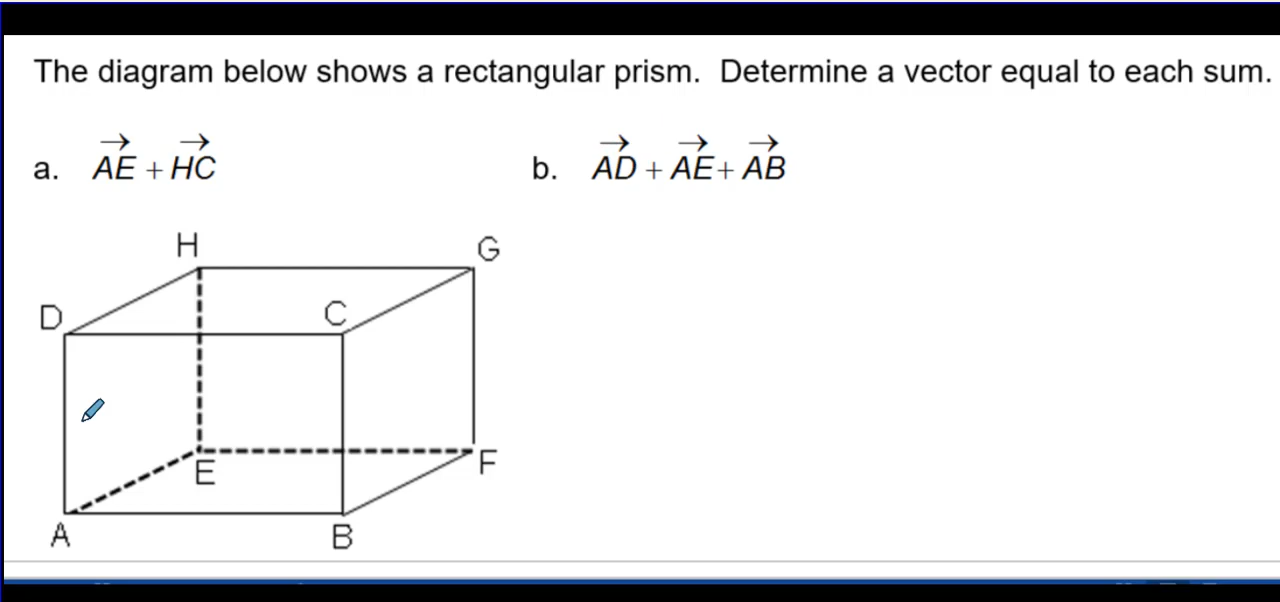 The diagram below shows a rectangular prism. Determine a vector equal to each sum.
a. →AE + →HC b. →AD + →AE + →AB
H G
D C
E F
A B